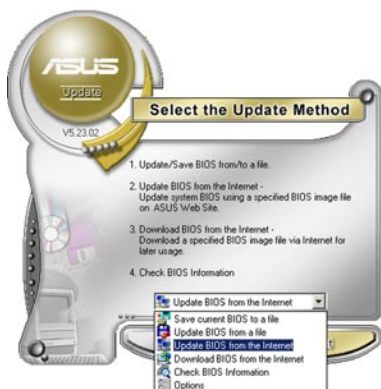 ASUS
Update
V5.23.02
Select the Update Method
1. Update/Save BIOS from/to a file.
2. Update BIOS from the Internet -
Update system BIOS using a specified BIOS image file
on ASUS Web Site.
3. Download BIOS from the Internet -
Download a specified BIOS image file via Internet for
later usage.
4. Check BIOS Information
Update BIOS from the Internet
Save current BIOS to a file
Update BIOS from a file
Update BIOS from the Internet
Download BIOS from the Internet
Check BIOS Information
Options